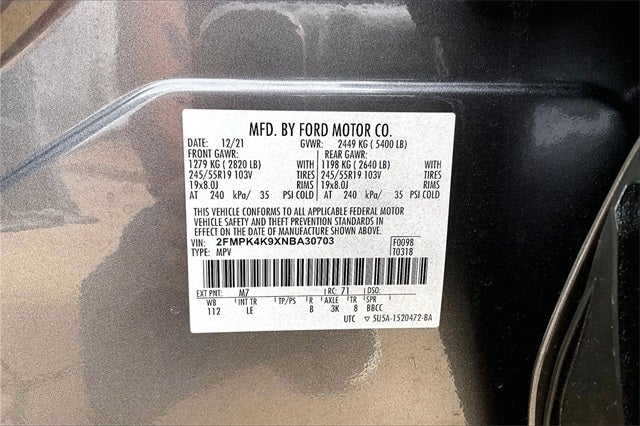 MFD. BY FORD MOTOR CO.
DATE: 12/21 GVWR: 2449 KG ( 5400 LB)
FRONT GAWR: REAR GAWR:
1279 KG ( 2820 LB) WITH 1198 KG ( 2640 LB) WITH
245/55R19 103V TIRES 245/55R19 103V TIRES
19x8.0J RIMS 19x8.0J RIMS
AT 240 kPa/ 35 PSI COLD AT 240 kPa/ 35 PSI COLD
THIS VEHICLE CONFORMS TO ALL APPLICABLE FEDERAL MOTOR
VEHICLE SAFETY AND THEFT PREVENTION STANDARDS IN
EFFECT ON THE DATE OF MANUFACTURE SHOWN ABOVE.
VIN: 2FMPK4K9XNBA30703 F0098
TYPE: MPV T0318
EXT PNT: M7 RC: 71 DSO:
WB INT TR TP/PS R AXLE TR SPR
112 LE B 3K 8 BBCC
UTC ▽ 5U5A-1520472-BA